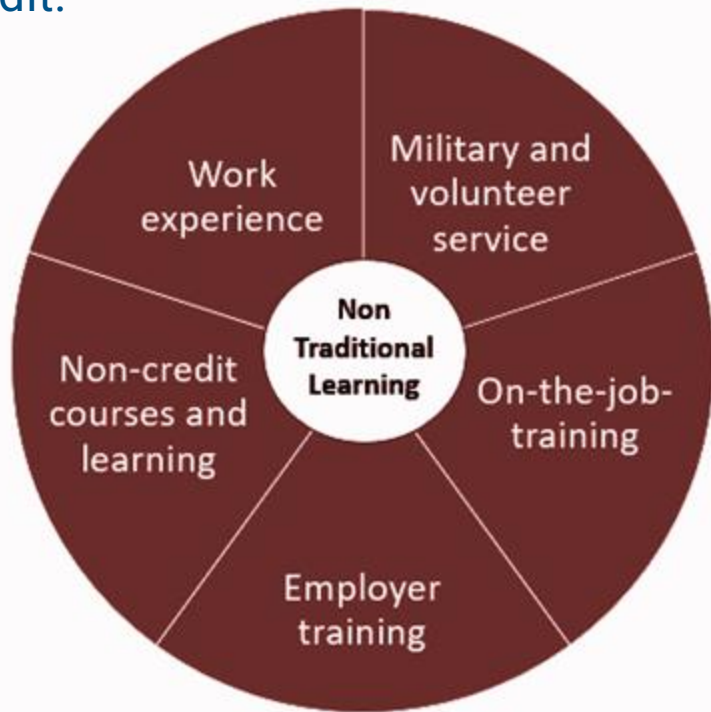 Work
experience
Military and
volunteer
service
Non
Traditional
Learning
Non-credit
courses and
learning
On-the-job-
training
Employer
training